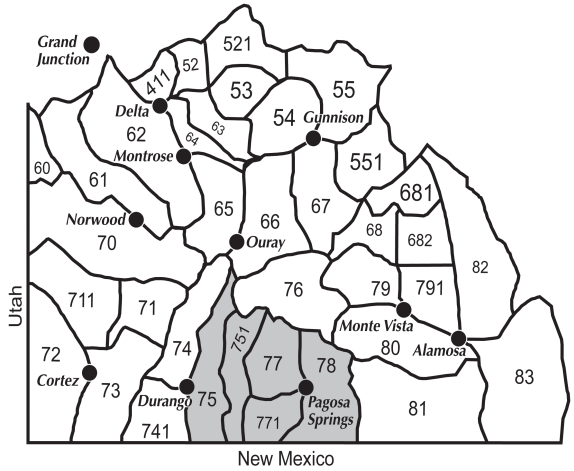 Grand
Junction
521
52
411
53
55
Delta
54
Gunnison
62
63
64
Montrose
551
60
61
681
Norwood
65
66
67
68
682
70
Ouray
82
76
79
791
711
71
Utah
Monte Vista
751
72
74
77
78
80
Alamosa
Cortez
73
Durango
75
Pagosa
Springs
83
81
771
741
New Mexico